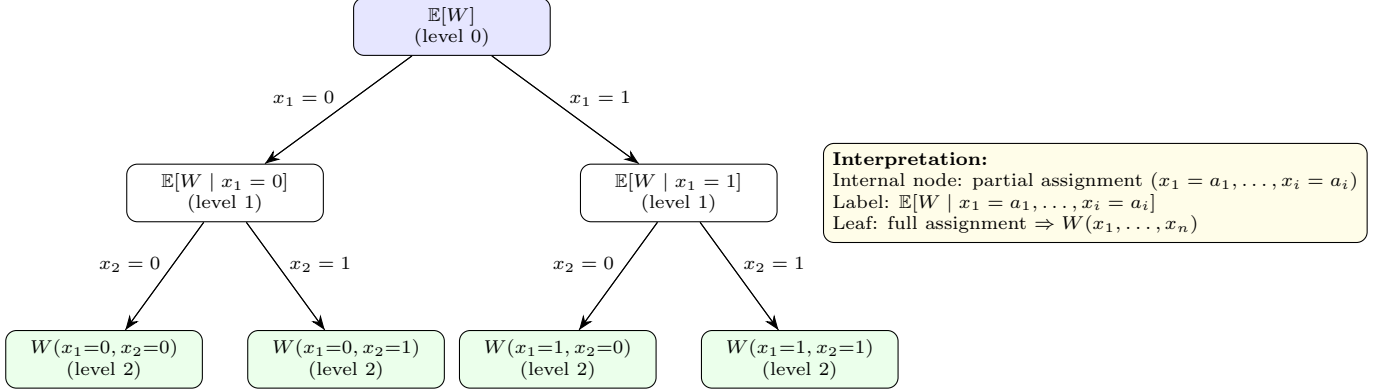 𝔼[W]
(level 0)
x₁ = 0
x₁ = 1
𝔼[W | x₁ = 0]
(level 1)
𝔼[W | x₁ = 1]
(level 1)
Interpretation:
Internal node: partial assignment (x₁ = a₁, . . . , xᵢ = aᵢ)
Label: 𝔼[W | x₁ = a₁, . . . , xᵢ = aᵢ]
Leaf: full assignment ⇒ W(x₁, . . . , xₙ)
x₂ = 0
x₂ = 1
x₂ = 0
x₂ = 1
W(x₁=0, x₂=0)
(level 2)
W(x₁=0, x₂=1)
(level 2)
W(x₁=1, x₂=0)
(level 2)
W(x₁=1, x₂=1)
(level 2)